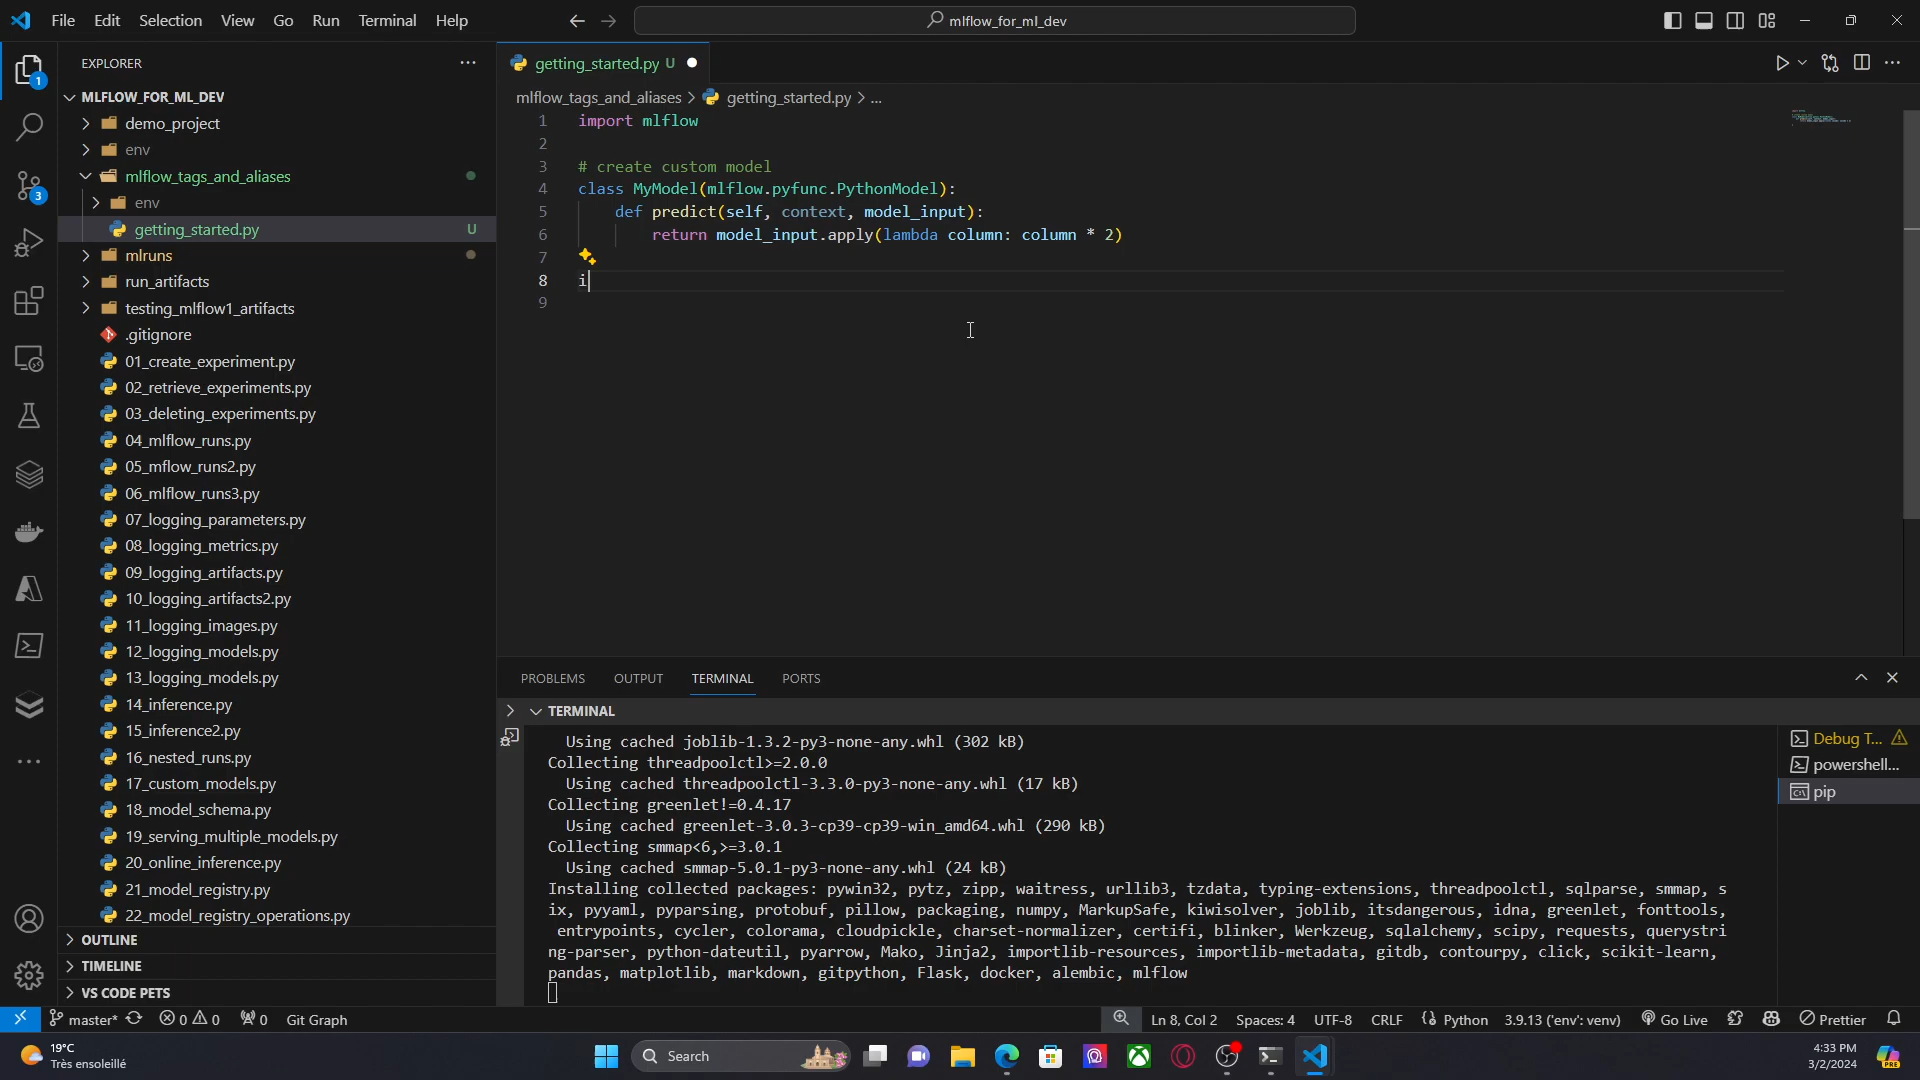 File Edit Selection View Go Run Terminal Help
mlflow_for_ml_dev
EXPLORER
1
MLFLOW_FOR_ML_DEV
demo_project
env
mlflow_tags_and_aliases
env
getting_started.py U
mlruns
run_artifacts
testing_mlflow1_artifacts
.gitignore
01_create_experiment.py
02_retrieve_experiments.py
03_deleting_experiments.py
04_mlflow_runs.py
05_mflow_runs2.py
06_mlflow_runs3.py
07_logging_parameters.py
08_logging_metrics.py
09_logging_artifacts.py
10_logging_artifacts2.py
11_logging_images.py
12_logging_models.py
13_logging_models.py
14_inference.py
15_inference2.py
16_nested_runs.py
17_custom_models.py
18_model_schema.py
19_serving_multiple_models.py
20_online_inference.py
21_model_registry.py
22_model_registry_operations.py
OUTLINE
TIMELINE
VS CODE PETS
3
getting_started.py U
mlflow_tags_and_aliases > getting_started.py > ...
1 import mlflow
2
3 # create custom model
4 class MyModel(mlflow.pyfunc.PythonModel):
5 def predict(self, context, model_input):
6 return model_input.apply(lambda column: column * 2)
7
8 i
9
PROBLEMS OUTPUT TERMINAL PORTS
TERMINAL
Using cached joblib-1.3.2-py3-none-any.whl (302 kB)
Collecting threadpoolctl>=2.0.0
Using cached threadpoolctl-3.3.0-py3-none-any.whl (17 kB)
Collecting greenlet!=0.4.17
Using cached greenlet-3.0.3-cp39-cp39-win_amd64.whl (290 kB)
Collecting smmap<6,>=3.0.1
Using cached smmap-5.0.1-py3-none-any.whl (24 kB)
Installing collected packages: pywin32, pytz, zipp, waitress, urllib3, tzdata, typing-extensions, threadpoolctl, sqlparse, smmap, s
ix, pyyaml, pyparsing, protobuf, pillow, packaging, numpy, MarkupSafe, kiwisolver, joblib, itsdangerous, idna, greenlet, fonttools,
entrypoints, cycler, colorama, cloudpickle, charset-normalizer, certifi, blinker, Werkzeug, sqlalchemy, scipy, requests, querystri
ng-parser, python-dateutil, pyarrow, Mako, Jinja2, importlib-resources, importlib-metadata, gitdb, contourpy, click, scikit-learn,
pandas, matplotlib, markdown, gitpython, Flask, docker, alembic, mlflow
Debug T...
powershell...
pip
master* 0 0 0 Git Graph Ln 8, Col 2 Spaces: 4 UTF-8 CRLF Python 3.9.13 ('env': venv) Go Live Prettier
19°C
Très ensoleillé
Search
4:33 PM
3/2/2024